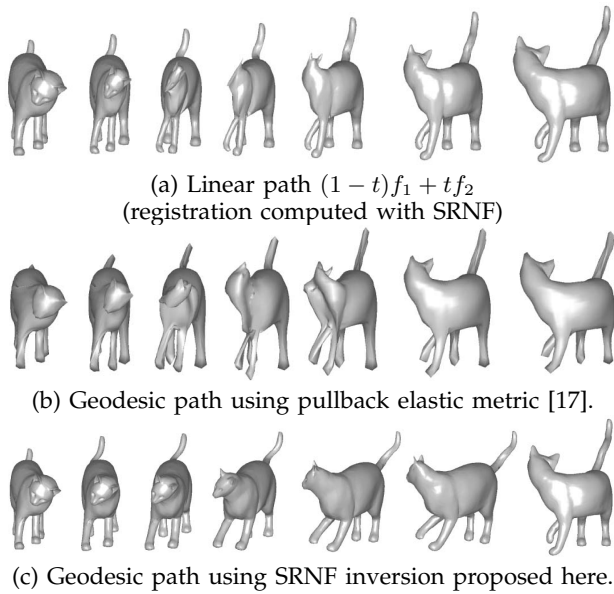 (a) Linear path (1 − t)f₁ + tf₂
(registration computed with SRNF)
(b) Geodesic path using pullback elastic metric [17].
(c) Geodesic path using SRNF inversion proposed here.